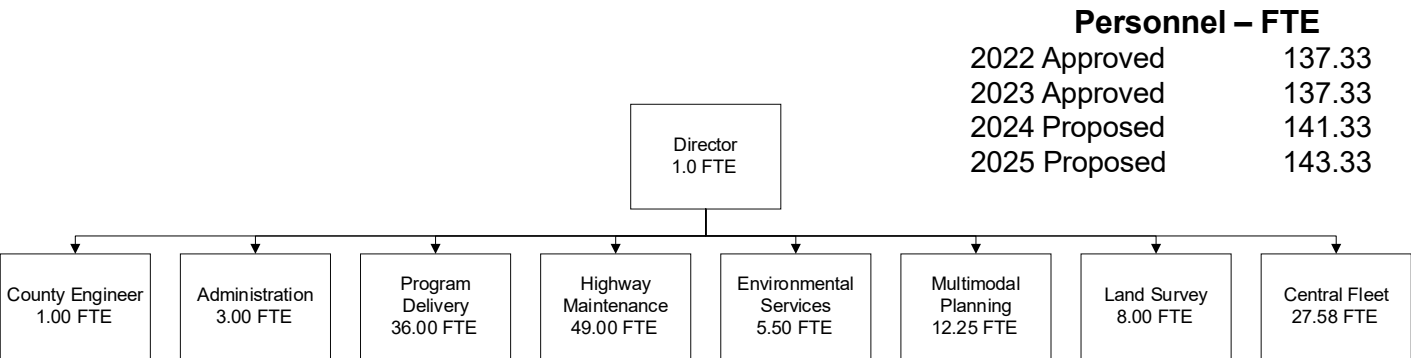 Personnel – FTE
2022 Approved 137.33
2023 Approved 137.33
2024 Proposed 141.33
2025 Proposed 143.33
Director
1.0 FTE
County Engineer
1.00 FTE
Administration
3.00 FTE
Program
Delivery
36.00 FTE
Highway
Maintenance
49.00 FTE
Environmental
Services
5.50 FTE
Multimodal
Planning
12.25 FTE
Land Survey
8.00 FTE
Central Fleet
27.58 FTE